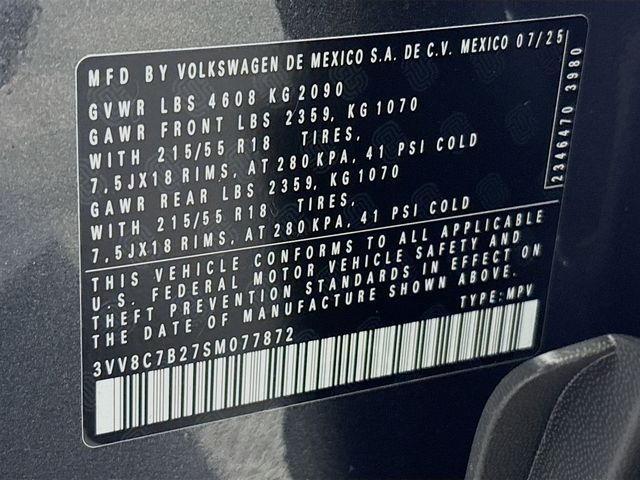 MFD BY VOLKSWAGEN DE MEXICO S.A. DE C.V. MEXICO 07/25
GVWR LBS 4608 KG 2090
GAWR FRONT LBS 2359, KG 1070
WITH 215/55 R18 TIRES,
7,5JX18 RIMS, AT 280 KPA, 41 PSI COLD
GAWR REAR LBS 2359, KG 1070
WITH 215/55 R18 TIRES,
7,5JX18 RIMS, AT 280 KPA, 41 PSI COLD
2346470 3980
THIS VEHICLE CONFORMS TO ALL APPLICABLE
U.S. FEDERAL MOTOR VEHICLE SAFETY AND
THEFT PREVENTION STANDARDS IN EFFECT ON
THE DATE OF MANUFACTURE SHOWN ABOVE.
3VV8C7B27SM077872 TYPE: MPV